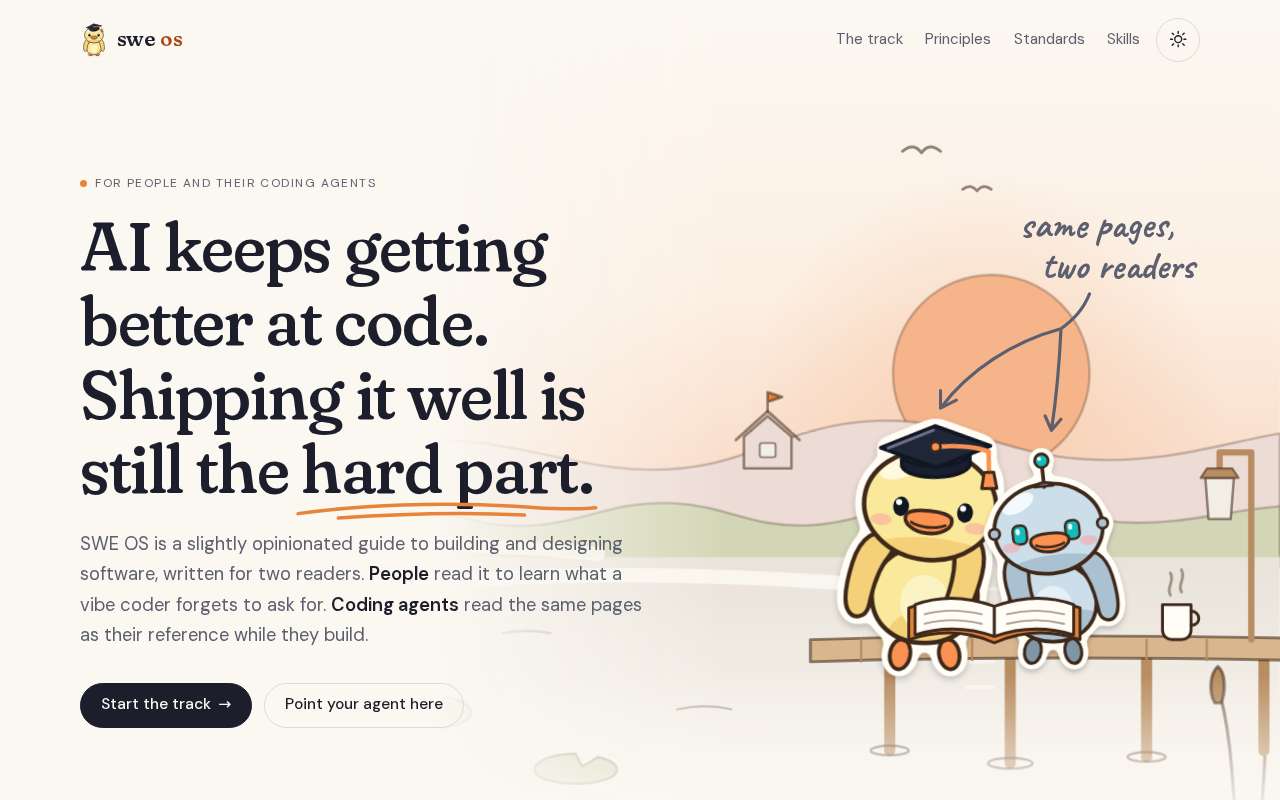 swe os
The track
Principles
Standards
Skills
FOR PEOPLE AND THEIR CODING AGENTS
AI keeps getting
better at code.
Shipping it well is
still the hard part.
SWE OS is a slightly opinionated guide to building and designing
software, written for two readers. People read it to learn what a
vibe coder forgets to ask for. Coding agents read the same pages
as their reference while they build.
Start the track →
Point your agent here
same pages,
two readers